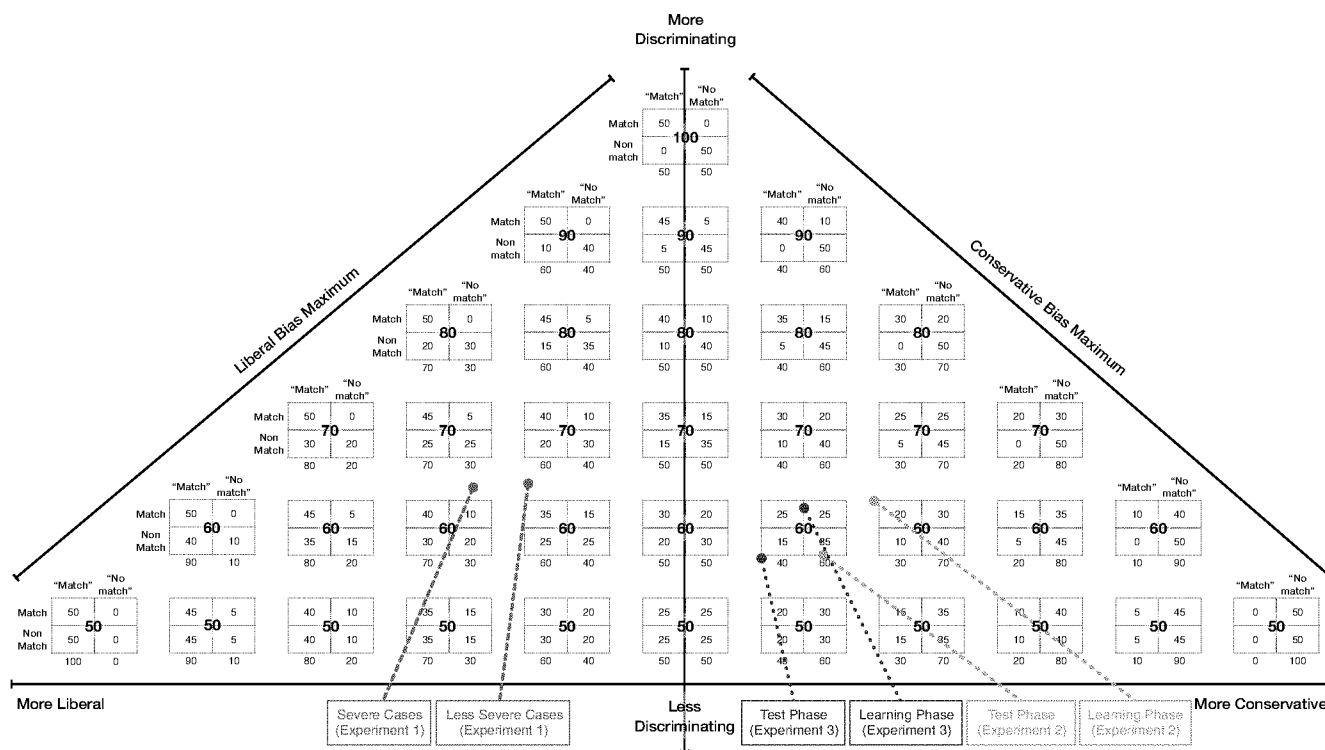 More
Discriminating
"Match" "No
Match"
Match 50 0
100
Non
match 0 50
50 50
"Match" "No
Match"
Match 50 0 45 5 40 10
90 90 90
Non
match 10 40 5 45 0 50
60 40 50 50 40 60
"Match" "No
match"
"Match" "No
match"
Liberal Bias Maximum
Conservative Bias Maximum
Match 50 0 45 5 40 10 35 15 30 20
80 80 80 80 80
Non
Match 20 30 15 35 10 40 5 45 0 50
70 30 60 40 50 50 40 60 30 70
"Match" "No
match"
Match 50 0 45 5 40 10 35 15 30 20 25 25 20 30
70 70 70 70 70 70 70
Non
Match 30 20 25 25 20 30 15 35 10 40 5 45 0 50
80 20 70 30 60 40 50 50 40 60 30 70 20 80
"Match" "No
match"
Match 50 0 45 5 40 10 35 15 30 20 25 25 20 30 15 35 10 40
60 60 60 60 60 60 60 60 60
Non
Match 40 10 35 15 30 20 25 25 20 30 15 35 10 40 5 45 0 50
90 10 80 20 70 30 60 40 50 50 40 60 30 70 20 80 10 90
"Match" "No
match"
Match 50 0 45 5 40 10 35 15 30 20 25 25 20 30 15 35 10 40 5 45 0 50
50 50 50 50 50 50 50 50 50 50 50
Non
Match 50 0 45 5 40 10 35 15 30 20 25 25 20 30 15 35 10 40 5 45 0 50
100 0 90 10 80 20 70 30 60 40 50 50 40 60 30 70 20 80 10 90 0 100
More Liberal
Severe Cases
(Experiment 1)
Less Severe Cases
(Experiment 1)
Less
Discriminating
Test Phase
(Experiment 3)
Learning Phase
(Experiment 3)
Test Phase
(Experiment 2)
Learning Phase
(Experiment 2)
More Conservative